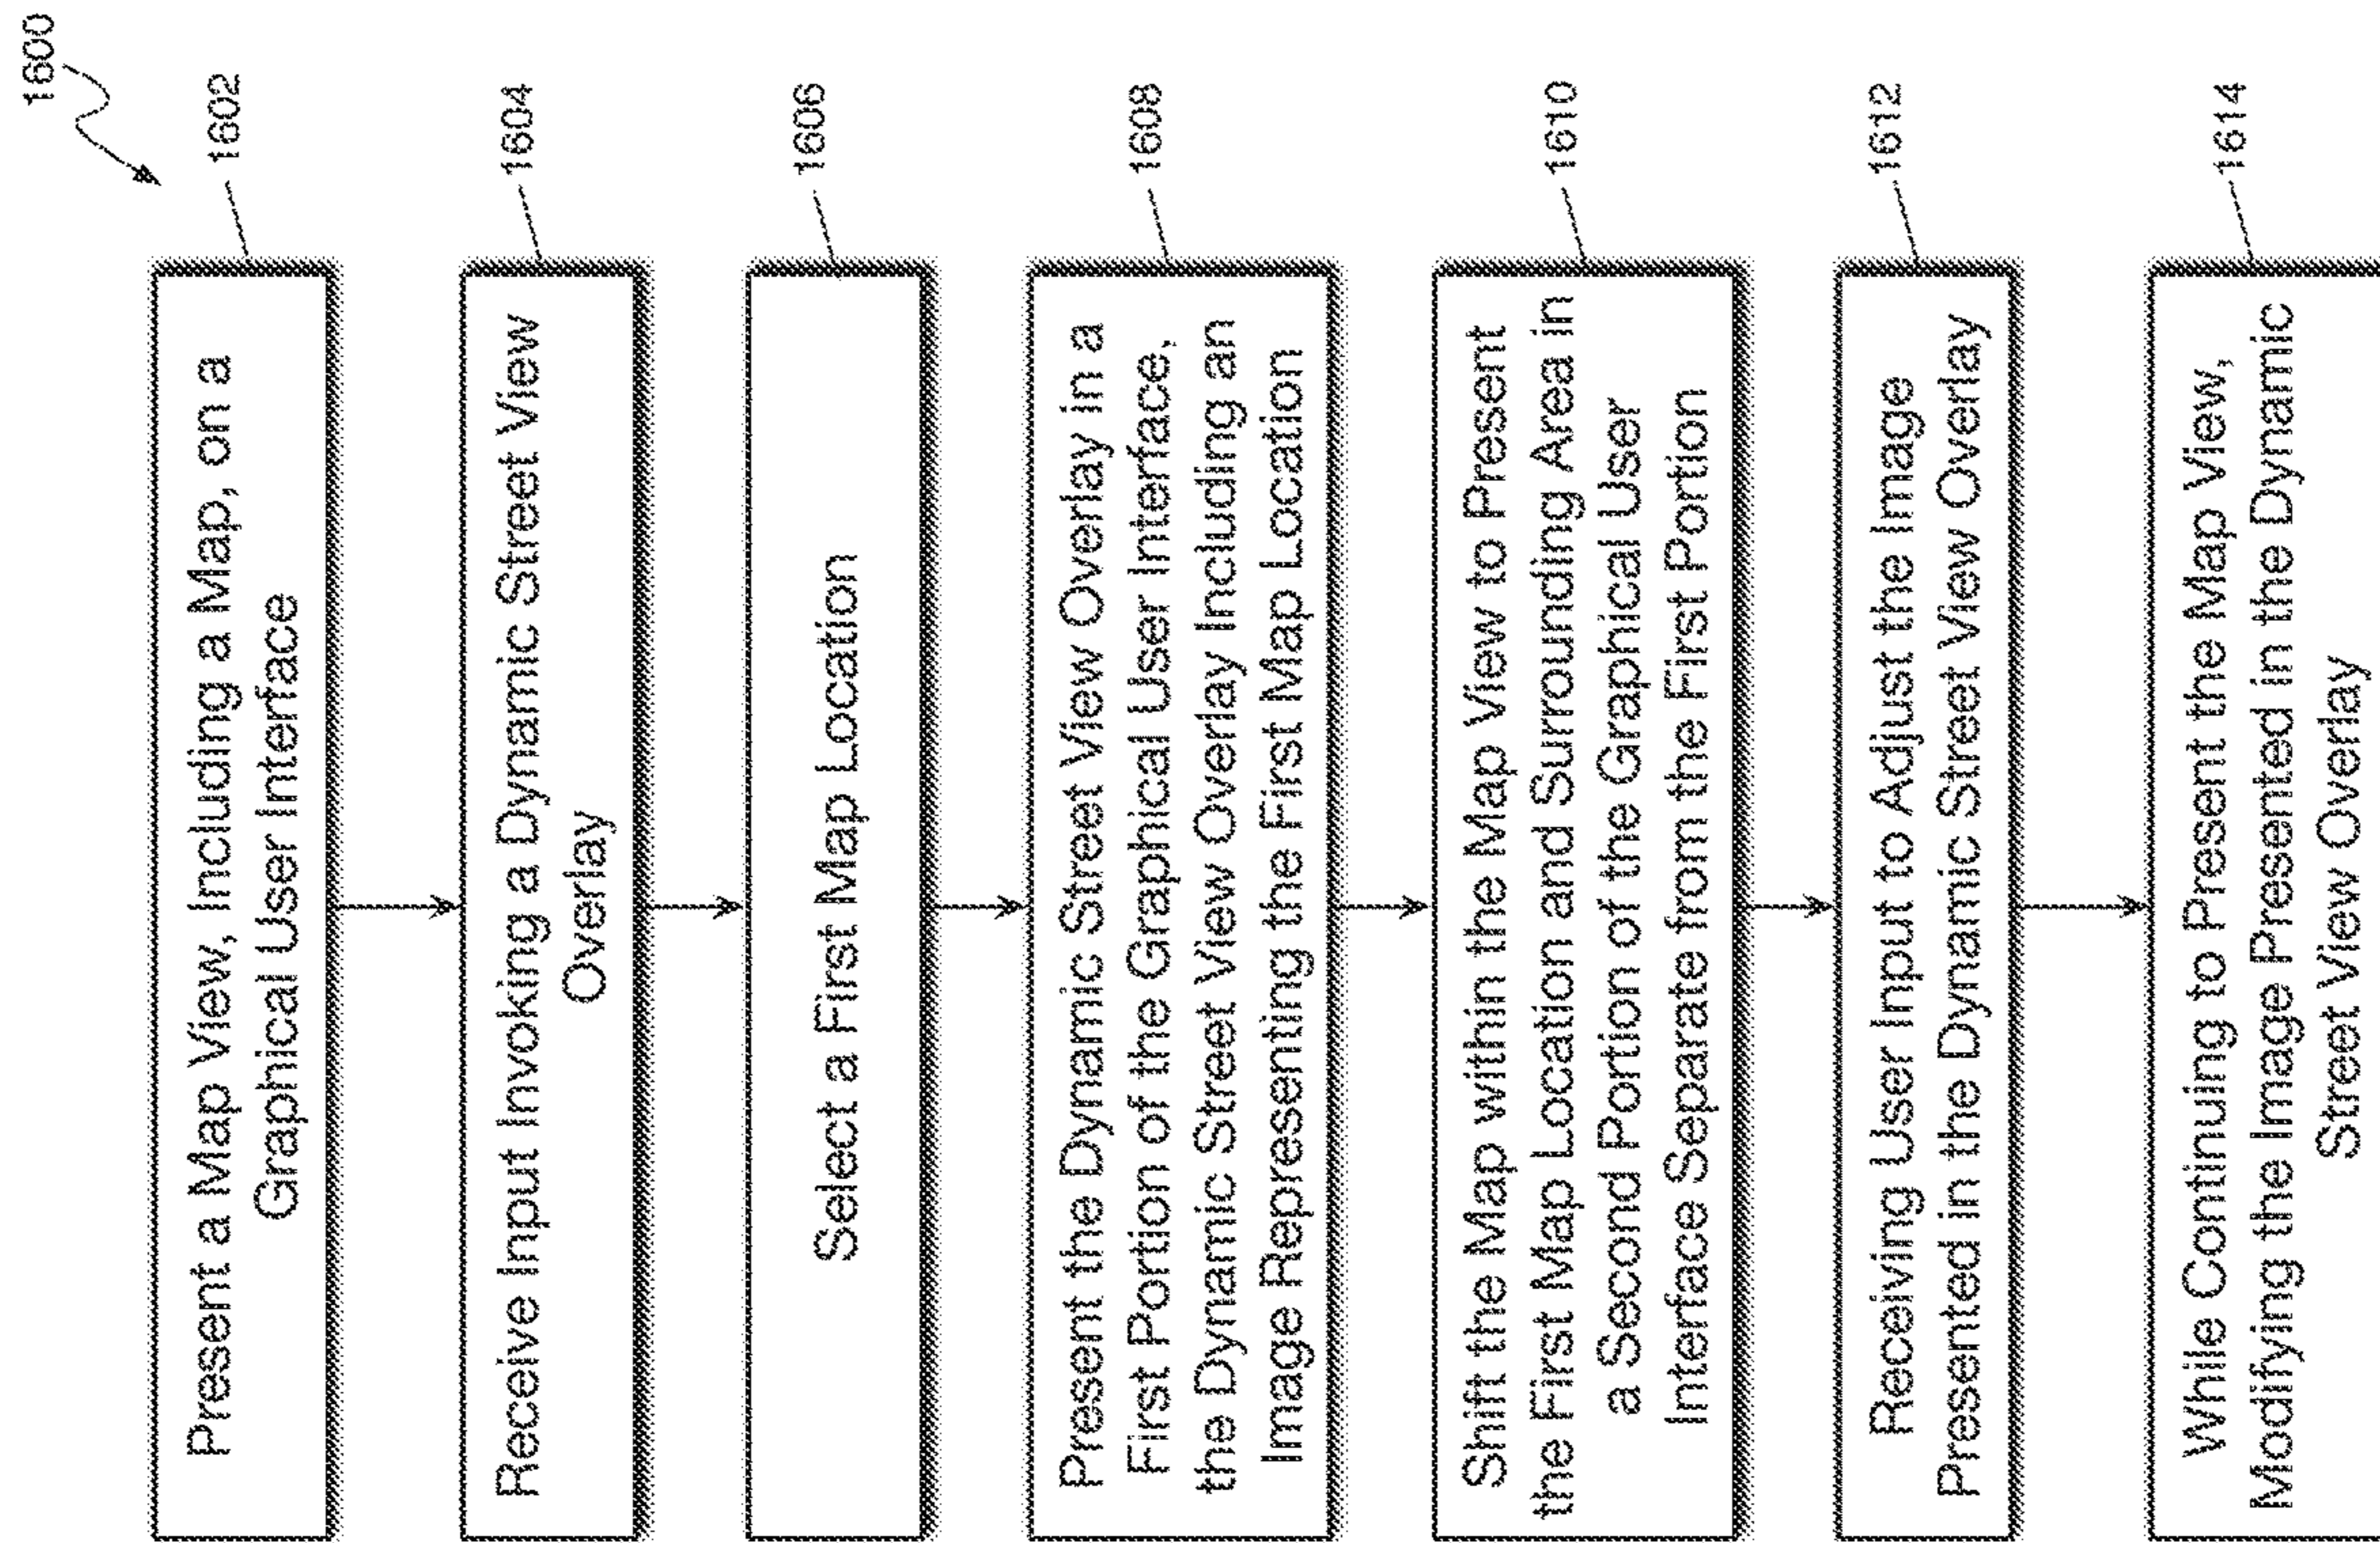 1600
Present a Map View, Including a Map, on a
Graphical User Interface
1602
Receive Input Invoking a Dynamic Street View
Overlay
1604
Select a First Map Location
1606
Present the Dynamic Street View Overlay in a
First Portion of the Graphical User Interface,
the Dynamic Street View Overlay Including an
Image Representing the First Map Location
1608
Shift the Map within the Map View to Present
the First Map Location and Surrounding Area in
a Second Portion of the Graphical User
Interface Separate from the First Portion
1610
Receiving User Input to Adjust the Image
Presented in the Dynamic Street View Overlay
1612
While Continuing to Present the Map View,
Modifying the Image Presented in the Dynamic
Street View Overlay
1614